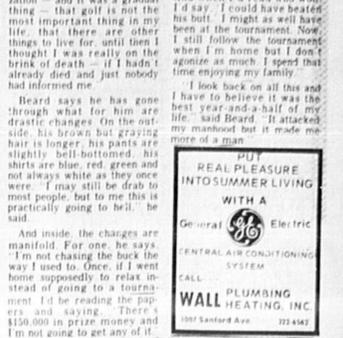 thing — that golf is not the
most important thing in my
life, that there are other
things to live for, until then I
thought I was really on the
brink of death — if I hadn't
already died and just nobody
had informed me.
Beard says he has gone
through what for him are
drastic changes. On the out-
side, his brown but graying
hair is longer, his pants are
slightly bell-bottomed, his
shirts are blue, red, green and
not always white as they once
were. "I may still be drab to
most people, but to me this is
practically going to hell," he
said.
And inside, the changes are
manifold. For one, he says,
"I'm not chasing the buck the
way I used to. Once, if I went
home supposedly to relax in-
stead of going to a tourna-
ment I'd be reading the pap-
ers and saying, 'There's
$150,000 in prize money and
I'm not going to get any of it.'
I'd say, 'I could have beaten
his butt.' I might as well have
been at the tournament. Now,
I still follow the tournament
when I'm home but I don't
agonize as much. I spend that
time enjoying my family.
"I look back on all this and
I have to believe it was the
best year-and-a-half of my
life," said Beard. "It attacked
my manhood but it made me
more of a man."
PUT
REAL PLEASURE
INTO SUMMER LIVING
WITH A
General GE Electric
CENTRAL AIR CONDITIONING
SYSTEM
CALL
WALL PLUMBING
HEATING, INC.
1007 Sanford Ave. 322-6562